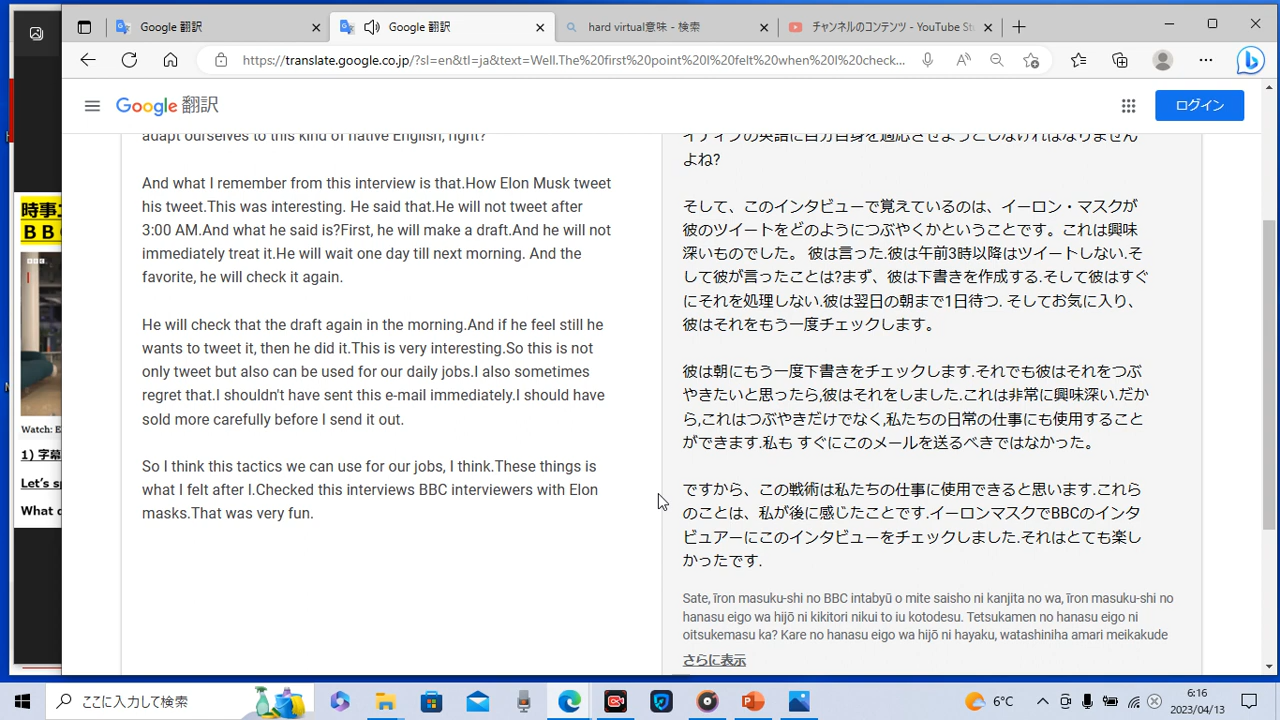 Google 翻訳
Google 翻訳
hard virtual意味 - 検索
チャンネルのコンテンツ - YouTube St
https://translate.google.co.jp/?sl=en&tl=ja&text=Well.The%20first%20point%20I%20felt%20when%20I%20check...
Google 翻訳
ログイン
adapt ourselves to this kind of native English, right?
And what I remember from this interview is that.How Elon Musk tweet
his tweet.This was interesting. He said that.He will not tweet after
3:00 AM.And what he said is?First, he will make a draft.And he will not
immediately treat it.He will wait one day till next morning. And the
favorite, he will check it again.
He will check that the draft again in the morning.And if he feel still he
wants to tweet it, then he did it.This is very interesting.So this is not
only tweet but also can be used for our daily jobs.I also sometimes
regret that.I shouldn't have sent this e-mail immediately.I should have
sold more carefully before I send it out.
So I think this tactics we can use for our jobs, I think.These things is
what I felt after I.Checked this interviews BBC interviewers with Elon
masks.That was very fun.
イティブの英語に自分自身を適応させようとしなければなりません
よね?
そして、このインタビューで覚えているのは、イーロン・マスクが
彼のツイートをどのようにつぶやくかということです。これは興味
深いものでした。 彼は言った.彼は午前3時以降はツイートしない.そ
して彼が言ったことは?まず、彼は下書きを作成する.そして彼はすぐ
にそれを処理しない.彼は翌日の朝まで1日待つ. そしてお気に入り、
彼はそれをもう一度チェックします。
彼は朝にもう一度下書きをチェックします.それでも彼はそれをつぶ
やきたいと思ったら,彼はそれをしました.これは非常に興味深い.だか
ら,これはつぶやきだけでなく,私たちの日常の仕事にも使用すること
ができます.私も すぐにこのメールを送るべきではなかった。
ですから、この戦術は私たちの仕事に使用できると思います.これら
のことは、私が後に感じたことです.イーロンマスクでBBCのインタ
ビュアーにこのインタビューをチェックしました.それはとても楽し
かったです.
Sate, īron masuku-shi no BBC intabyū o mite saisho ni kanjita no wa, īron masuku-shi no
hanasu eigo wa hijō ni kikitori nikui to iu kotodesu. Tetsukamen no hanasu eigo ni
oitsukemasu ka? Kare no hanasu eigo wa hijō ni hayaku, watashiniha amari meikakude
さらに表示
時事
BBC
Watch: E
1) 字幕
Let's s
What d
ここに入力して検索
6°C
6:16
2023/04/13